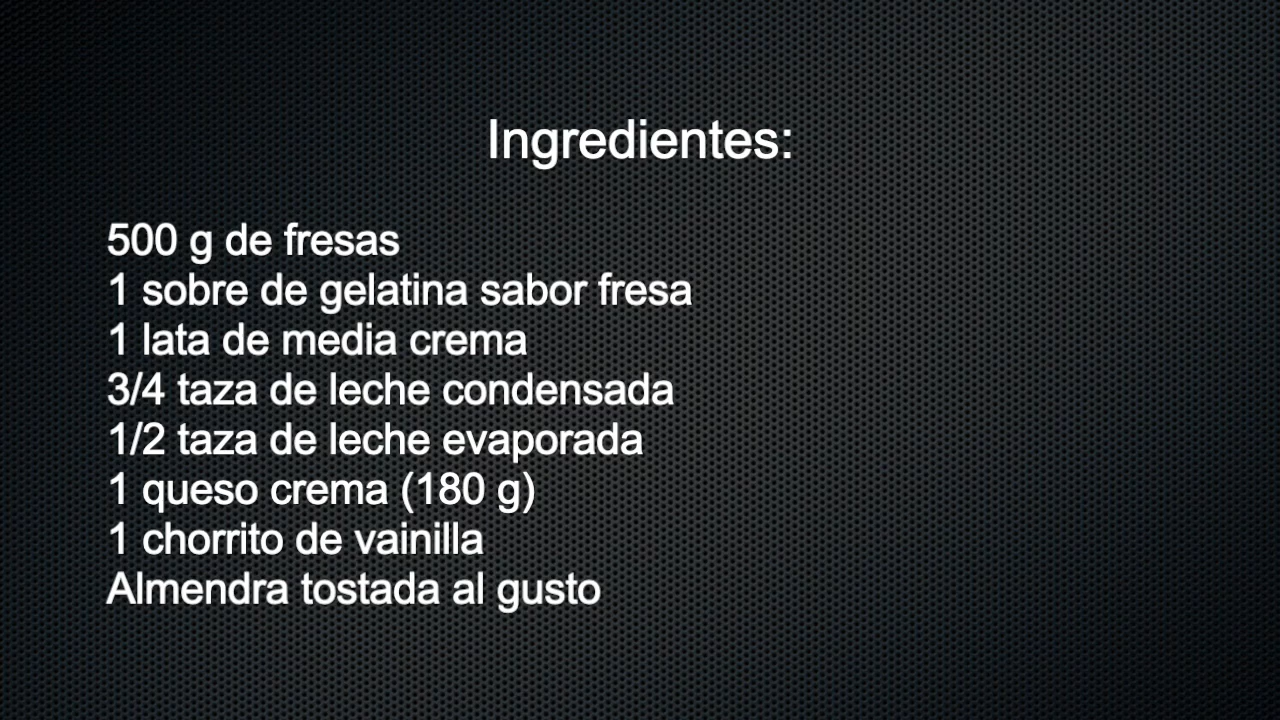 Ingredientes:
500 g de fresas
1 sobre de gelatina sabor fresa
1 lata de media crema
3/4 taza de leche condensada
1/2 taza de leche evaporada
1 queso crema (180 g)
1 chorrito de vainilla
Almendra tostada al gusto